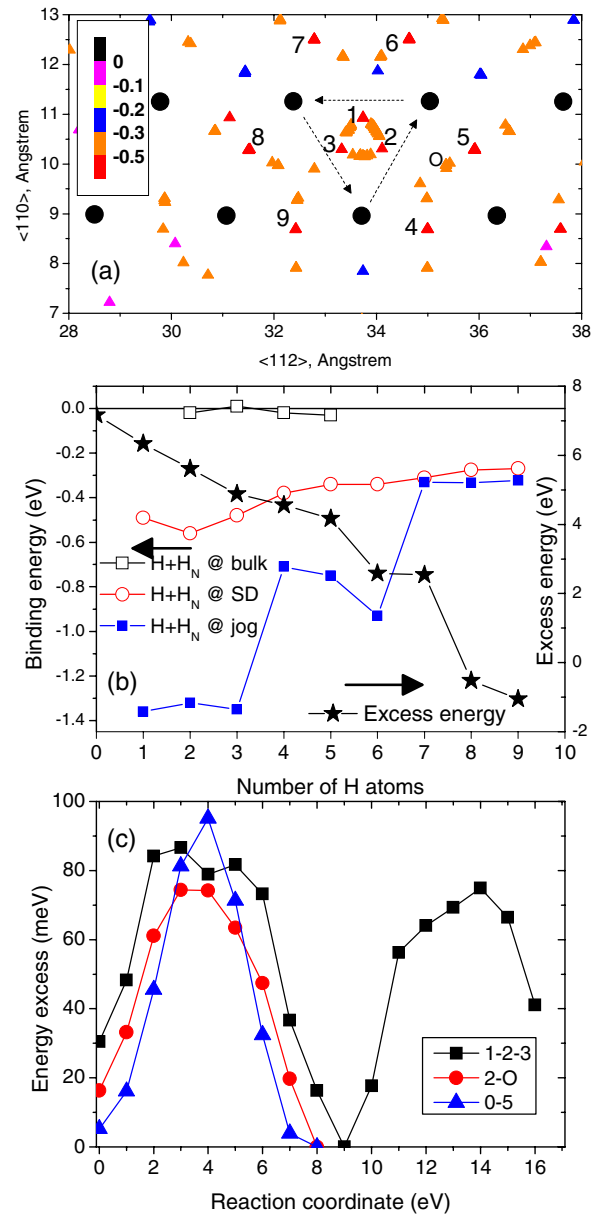 13
12
11
10
9
8
7
<110>, Angstrem
0
-0.1
-0.2
-0.3
-0.5
7
6
1
2
3
8
5
O
9
4
(a)
28 30 32 34 36 38
<112>, Angstrem
0.0
-0.2
-0.4
-0.6
-0.8
-1.0
-1.2
-1.4
Binding energy (eV)
8
6
4
2
0
-2
Excess energy (eV)
H+H_N @ bulk
H+H_N @ SD
H+H_N @ jog
Excess energy
(b)
0 1 2 3 4 5 6 7 8 9 10
Number of H atoms
100
80
60
40
20
0
Energy excess (meV)
(c)
1-2-3
2-O
0-5
0 2 4 6 8 10 12 14 16
Reaction coordinate (eV)